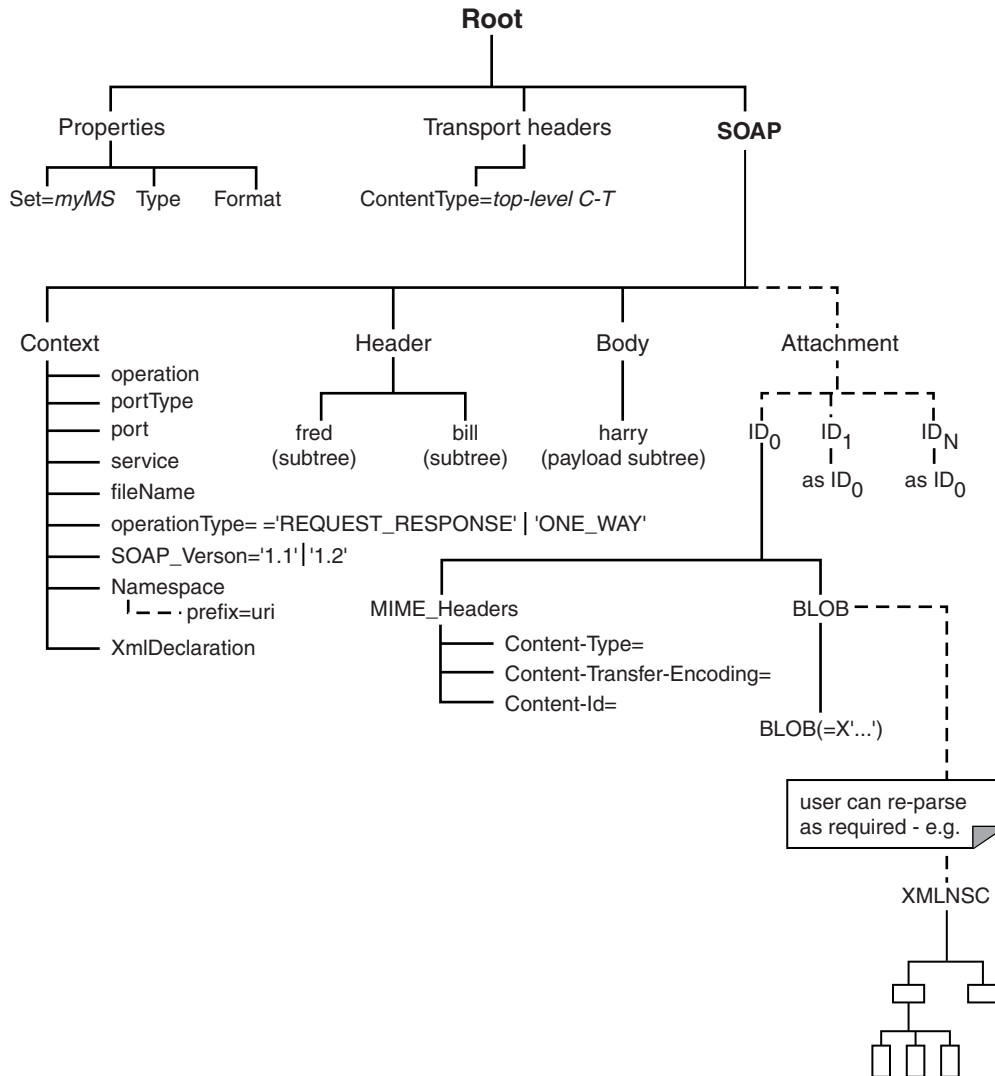 Root
Properties
Transport headers
SOAP
Set=myMS
Type
Format
ContentType=top-level C-T
Context
Header
Body
Attachment
operation
portType
port
service
fileName
operationType= ='REQUEST_RESPONSE' | 'ONE_WAY'
SOAP_Verson='1.1'|'1.2'
Namespace
prefix=uri
XmlDeclaration
fred
(subtree)
bill
(subtree)
harry
(payload subtree)
ID0
ID1
IDN
as ID0
as ID0
MIME_Headers
Content-Type=
Content-Transfer-Encoding=
Content-Id=
BLOB
BLOB(=X'...')
user can re-parse
as required - e.g.
XMLNSC